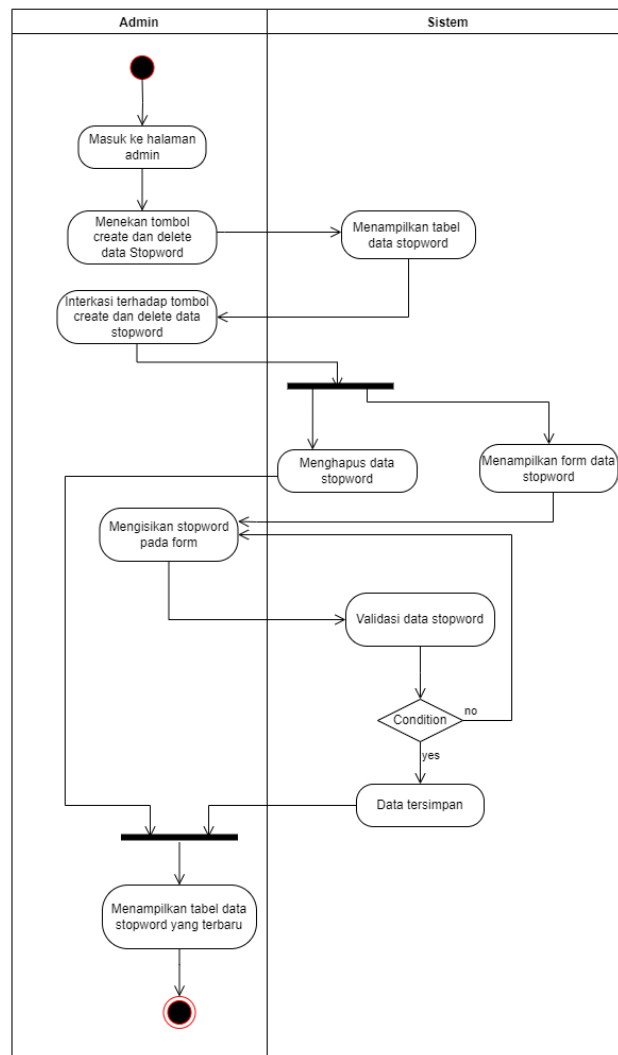 Admin
Sistem
Masuk ke halaman
admin
Menekan tombol
create dan delete
data Stopword
Menampilkan tabel
data stopword
Interkasi terhadap tombol
create dan delete data
stopword
Menghapus data
stopword
Menampilkan form data
stopword
Mengisikan stopword
pada form
Validasi data stopword
Condition
no
yes
Data tersimpan
Menampilkan tabel data
stopword yang terbaru